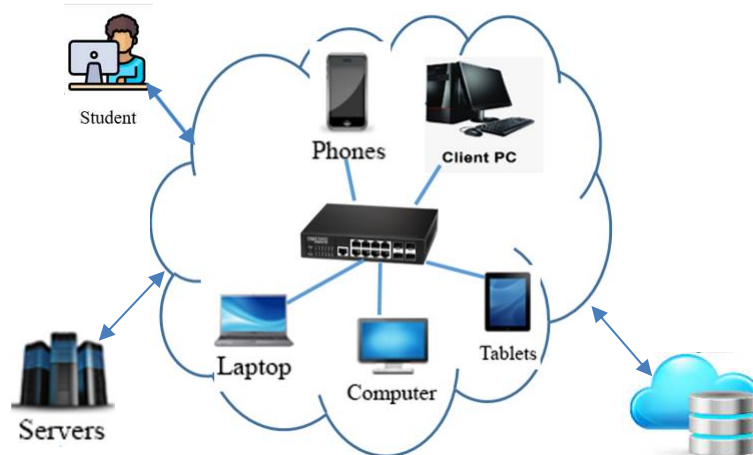 Student
Phones
Client PC
Laptop
Computer
Tablets
Servers